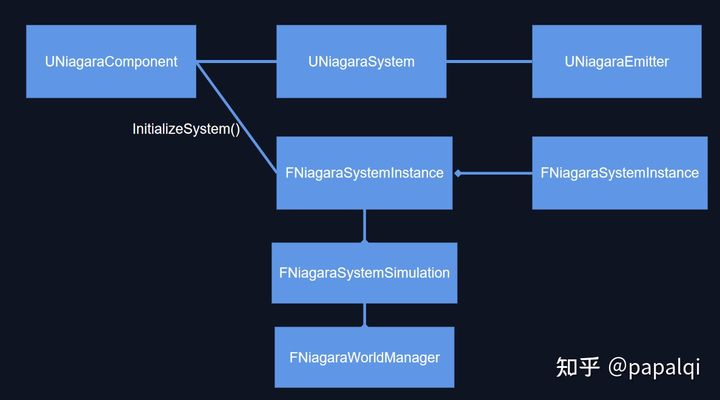 UNiagaraComponent
UNiagaraSystem
UNiagaraEmitter
InitializeSystem()
FNiagaraSystemInstance
FNiagaraSystemInstance
FNiagaraSystemSimulation
FNiagaraWorldManager
知乎 @papalqi